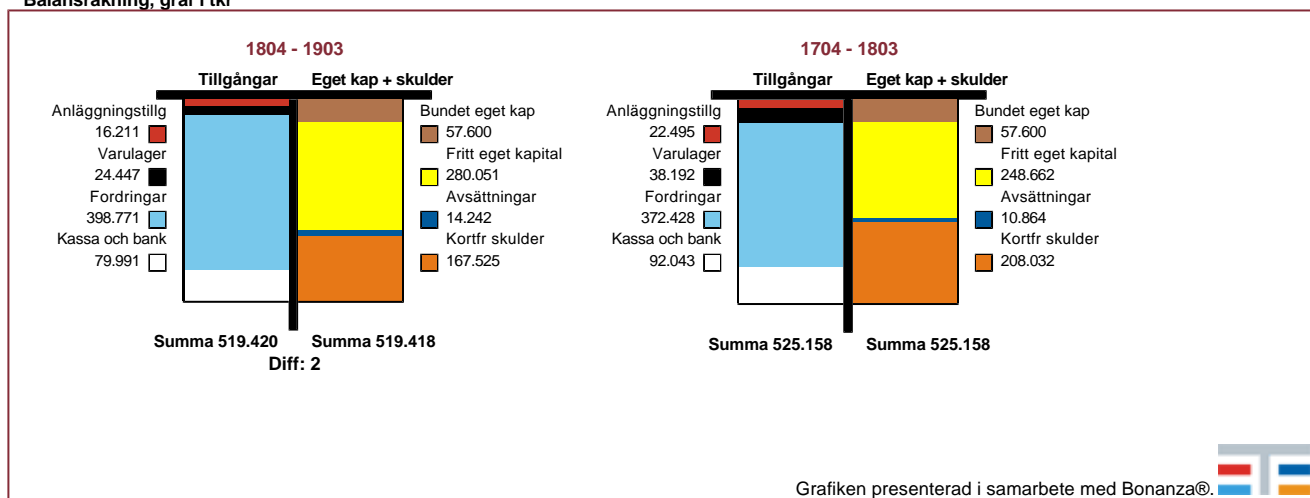 Balansräkning, graf i tkr
1804 - 1903
Tillgångar Eget kap + skulder
Anläggningstillg
16.211
Varulager
24.447
Fordringar
398.771
Kassa och bank
79.991
Bundet eget kap
57.600
Fritt eget kapital
280.051
Avsättningar
14.242
Kortfr skulder
167.525
Summa 519.420 Summa 519.418
Diff: 2
1704 - 1803
Tillgångar Eget kap + skulder
Anläggningstillg
22.495
Varulager
38.192
Fordringar
372.428
Kassa och bank
92.043
Bundet eget kap
57.600
Fritt eget kapital
248.662
Avsättningar
10.864
Kortfr skulder
208.032
Summa 525.158 Summa 525.158
Grafiken presenterad i samarbete med Bonanza®.